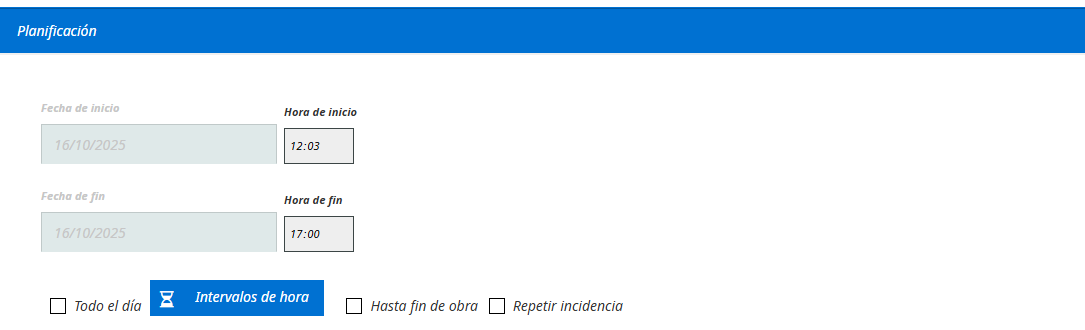 Planificación
Fecha de inicio
Hora de inicio
16/10/2025
12:03
Fecha de fin
Hora de fin
16/10/2025
17:00
Todo el día
Intervalos de hora
Hasta fin de obra
Repetir incidencia